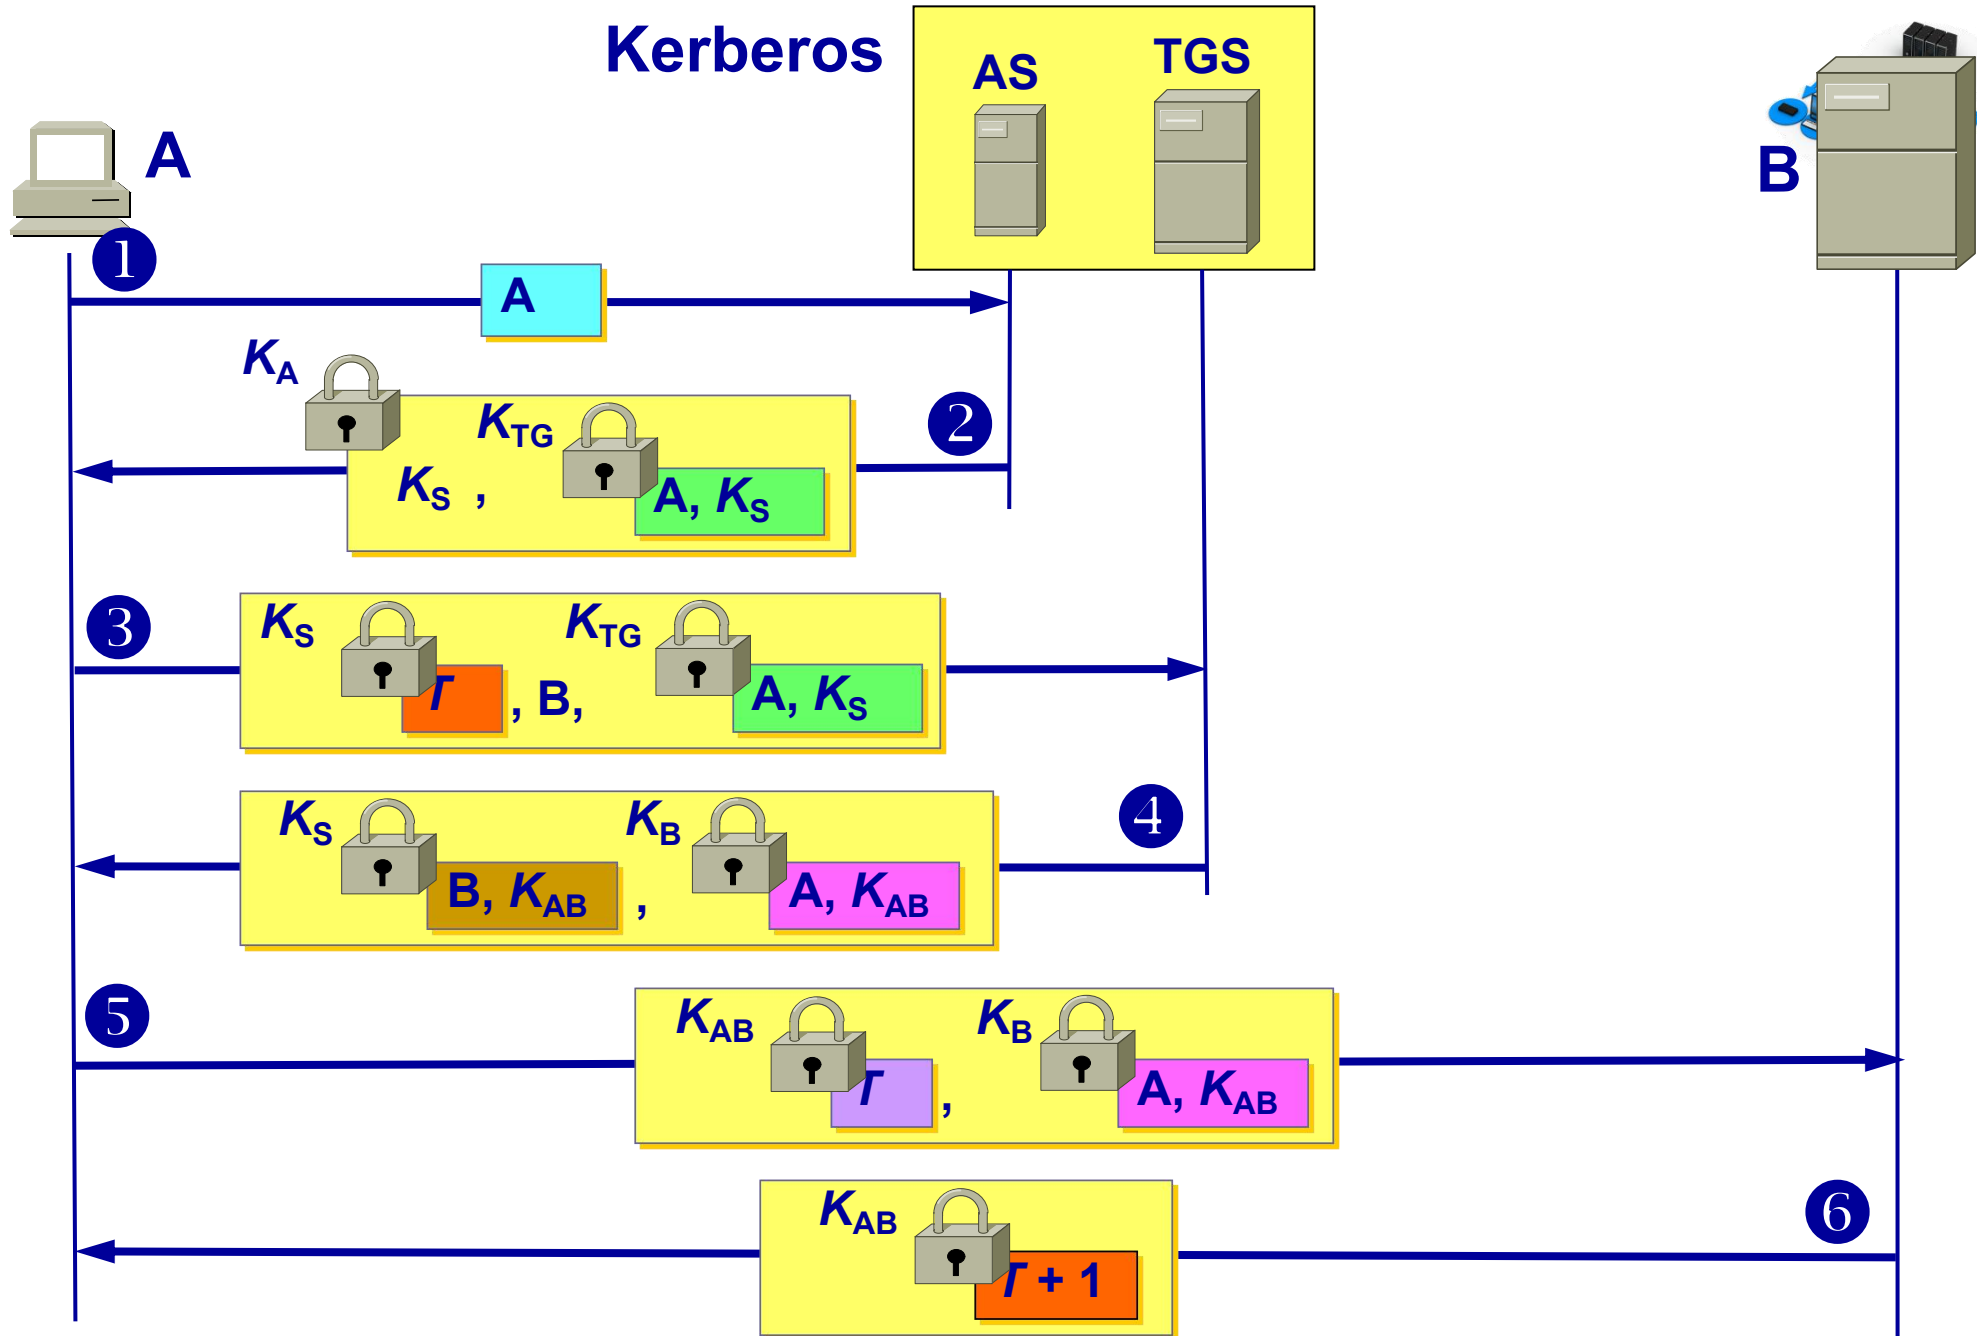 Kerberos
AS
TGS
A
B
1
A
K_A
2
K_TG
K_S , A, K_S
3
K_S K_TG
T , B, A, K_S
4
K_S K_B
B, K_AB , A, K_AB
5
K_AB K_B
T , A, K_AB
6
K_AB
T + 1